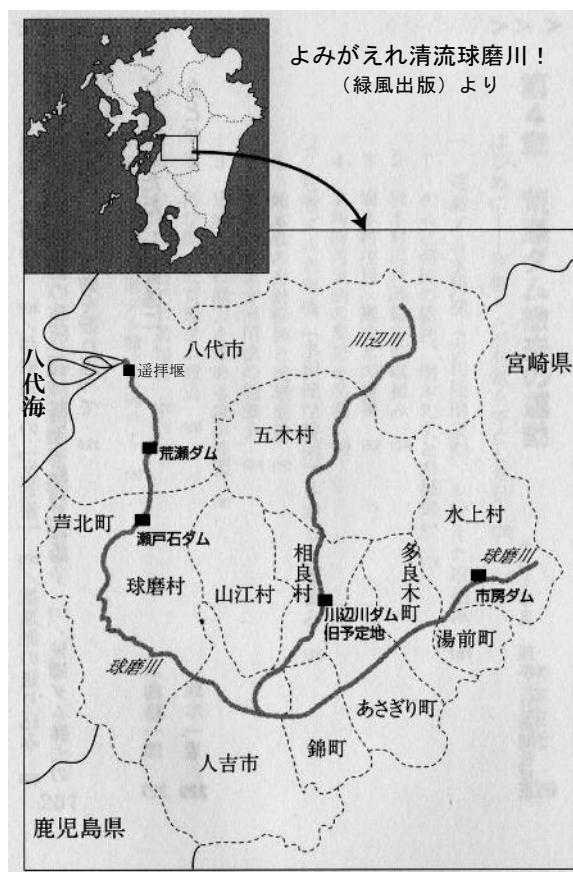 よみがえれ清流球磨川！
（緑風出版）より
川辺川
八代市
宮崎県
八代海
遥拝堰
五木村
荒瀬ダム
芦北町
水上村
瀬戸石ダム
相良村
多良木町
球磨川
球磨村
山江村
市房ダム
川辺川ダム
旧予定地
湯前町
球磨川
あさぎり町
錦町
人吉市
鹿児島県